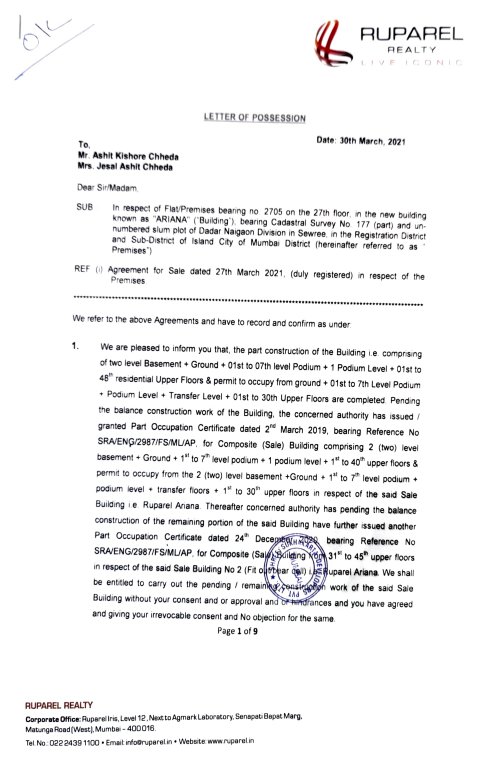 RUPAREL
REALTY
LIVE ICONIC
LETTER OF POSSESSION
Date: 30th March, 2021
To,
Mr. Ashit Kishore Chheda
Mrs. Jesal Ashit Chheda
Dear Sir/Madam,
SUB In respect of Flat/Premises bearing no. 2705 on the 27th floor, in the new building
known as "ARIANA" ("Building"), bearing Cadastral Survey No. 177 (part) and un-
numbered slum plot of Dadar Naigaon Division in Sewree, in the Registration District
and Sub-District of Island City of Mumbai District (hereinafter referred to as "
Premises")
REF (i) Agreement for Sale dated 27th March 2021, (duly registered) in respect of the
Premises
We refer to the above Agreements and have to record and confirm as under
1. We are pleased to inform you that, the part construction of the Building i.e. comprising
of two level Basement + Ground + 01st to 07th level Podium + 1 Podium Level + 01st to
48th residential Upper Floors & permit to occupy from ground + 01st to 7th Level Podium
+ Podium Level + Transfer Level + 01st to 30th Upper Floors are completed. Pending
the balance construction work of the Building, the concerned authority has issued /
granted Part Occupation Certificate dated 2nd March 2019, bearing Reference No
SRA/ENG/2987/FS/ML/AP, for Composite (Sale) Building comprising 2 (two) level
basement + Ground + 1st to 7th level podium + 1 podium level + 1st to 40th upper floors &
permit to occupy from the 2 (two) level basement +Ground + 1st to 7th level podium +
podium level + transfer floors + 1st to 30th upper floors in respect of the said Sale
Building i.e. Ruparel Ariana. Thereafter concerned authority has pending the balance
construction of the remaining portion of the said Building have further issued another
Part Occupation Certificate dated 24th December 2020, bearing Reference No
SRA/ENG/2987/FS/ML/AP, for Composite (Sale) Building from 31st to 45th upper floors
in respect of the said Sale Building No 2 (Fit out bear cell) i.e. Ruparel Ariana. We shall
be entitled to carry out the pending / remaining construction work of the said Sale
Building without your consent and or approval and or hindrances and you have agreed
and giving your irrevocable consent and No objection for the same.
Page 1 of 9
RUPAREL REALTY
Corporate Office: Ruparel Iris, Level 12, Next to Agmark Laboratory, Senapati Bapat Marg,
Matunga Road (West), Mumbai - 400016.
Tel. No.: 022 2439 1100 • Email: info@ruparel.in • Website: www.ruparel.in